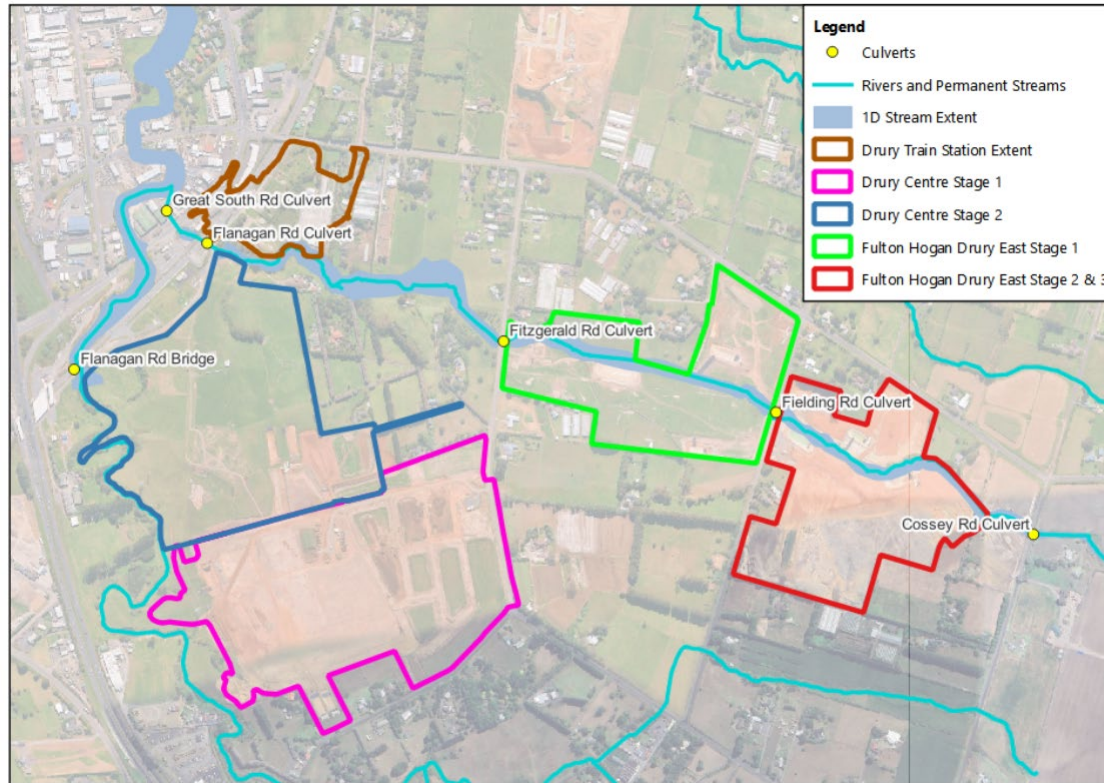 Legend
Culverts
Rivers and Permanent Streams
1D Stream Extent
Drury Train Station Extent
Drury Centre Stage 1
Drury Centre Stage 2
Fulton Hogan Drury East Stage 1
Fulton Hogan Drury East Stage 2 & 3
Great South Rd Culvert
Flanagan Rd Culvert
Fitzgerald Rd Culvert
Flanagan Rd Bridge
Fielding Rd Culvert
Cossey Rd Culvert